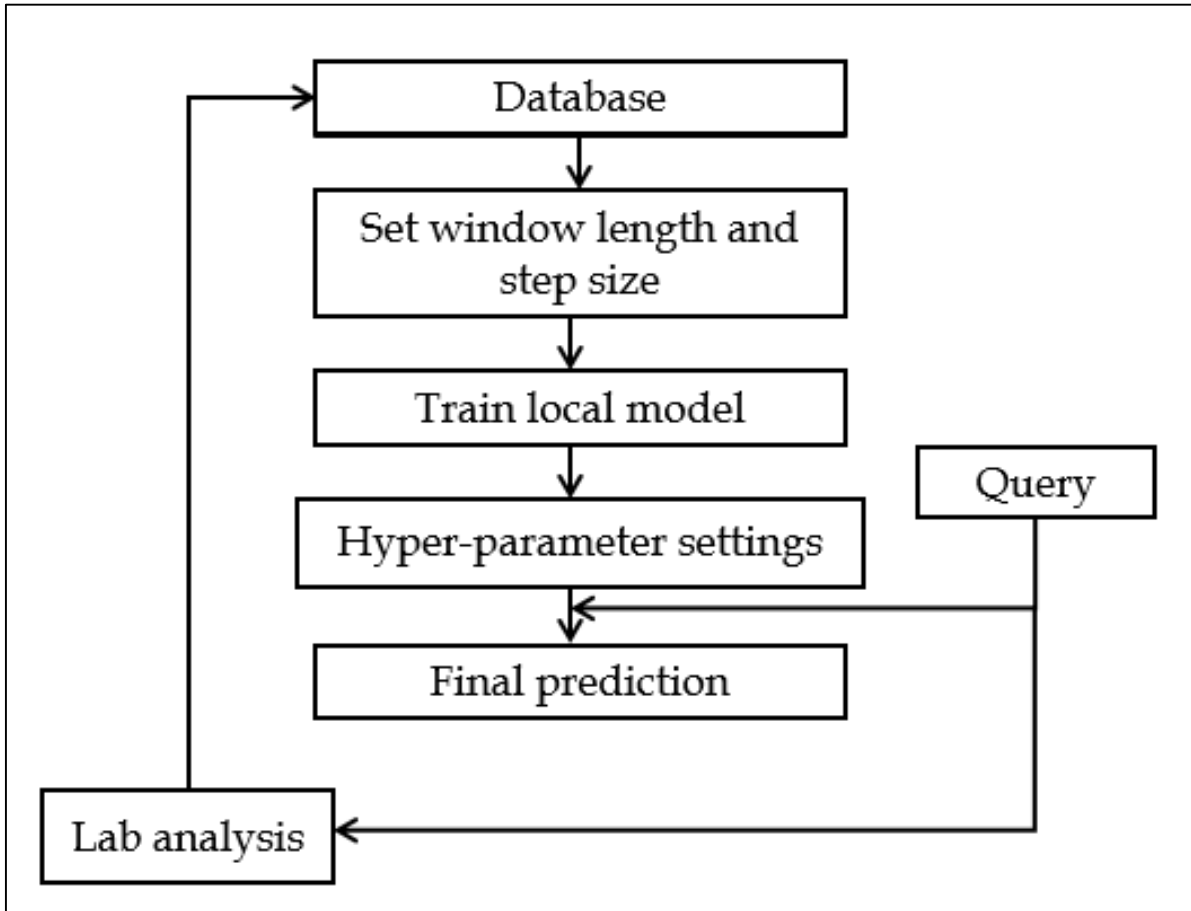 Database
Set window length and
step size
Train local model
Query
Hyper-parameter settings
Final prediction
Lab analysis